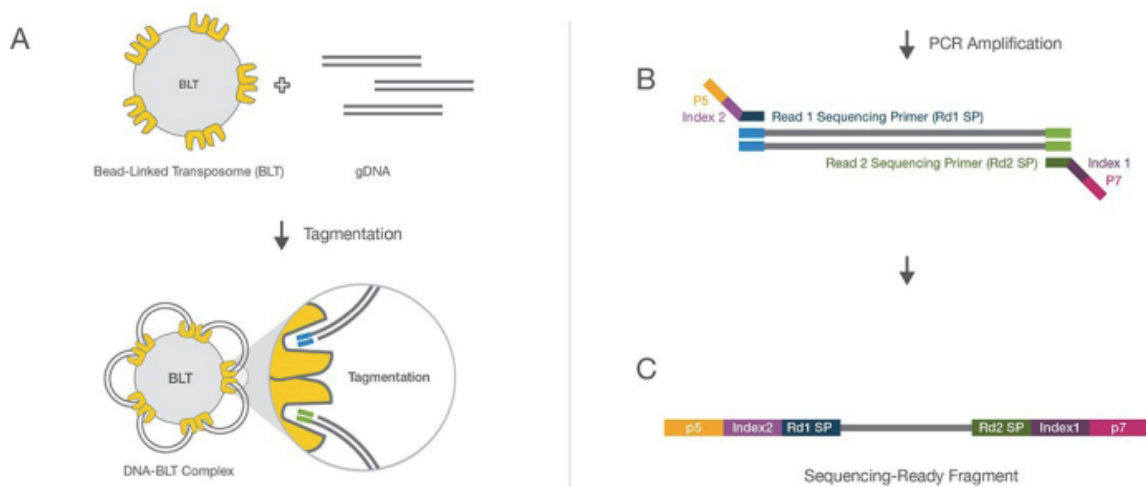 A
BLT
Bead-Linked Transposome (BLT)
gDNA
Tagmentation
BLT
Tagmentation
DNA-BLT Complex
PCR Amplification
B
P5
Index 2
Read 1 Sequencing Primer (Rd1 SP)
Read 2 Sequencing Primer (Rd2 SP)
Index 1
P7
C
p5 Index2 Rd1 SP Rd2 SP Index1 p7
Sequencing-Ready Fragment